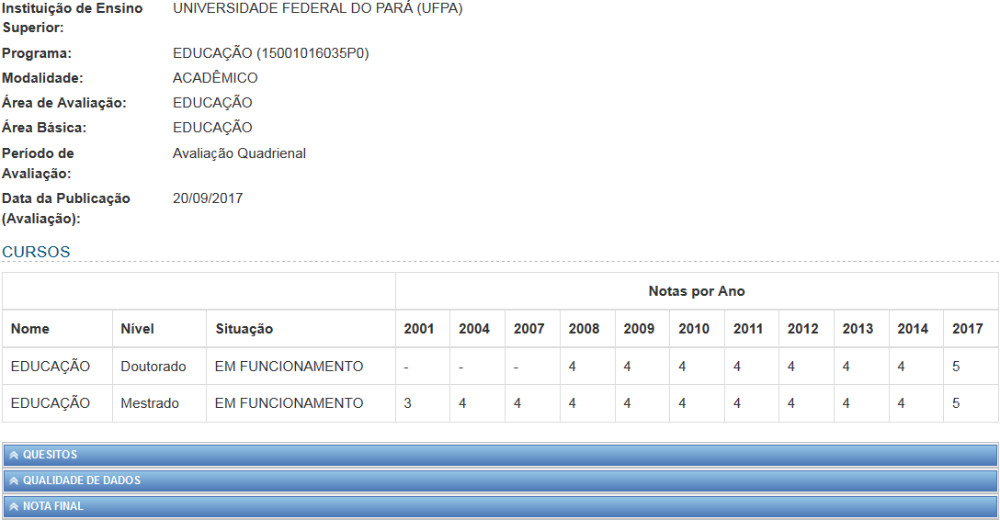 Instituição de Ensino UNIVERSIDADE FEDERAL DO PARÁ (UFPA)
Superior:
Programa: EDUCAÇÃO (15001016035P0)
Modalidade: ACADÊMICO
Área de Avaliação: EDUCAÇÃO
Área Básica: EDUCAÇÃO
Período de Avaliação Quadrienal
Avaliação:
Data da Publicação 20/09/2017
(Avaliação):
CURSOS
Notas por Ano
Nome Nível Situação 2001 2004 2007 2008 2009 2010 2011 2012 2013 2014 2017
EDUCAÇÃO Doutorado EM FUNCIONAMENTO - - - 4 4 4 4 4 4 4 5
EDUCAÇÃO Mestrado EM FUNCIONAMENTO 3 4 4 4 4 4 4 4 4 4 5
QUESITOS
QUALIDADE DE DADOS
NOTA FINAL